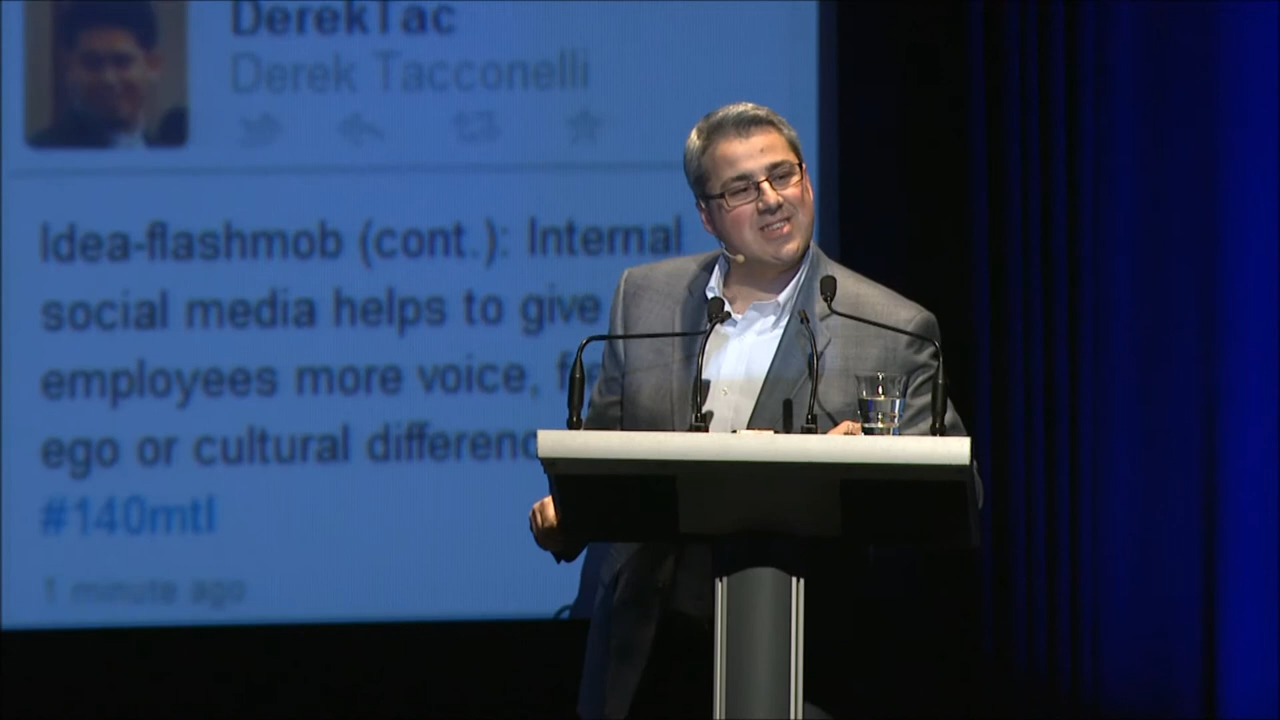 DerekTac
Derek Tacconelli
Idea-flashmob (cont.): Internal
social media helps to give
employees more voice,
ego or cultural differenc
#140mtl
1 minute ago